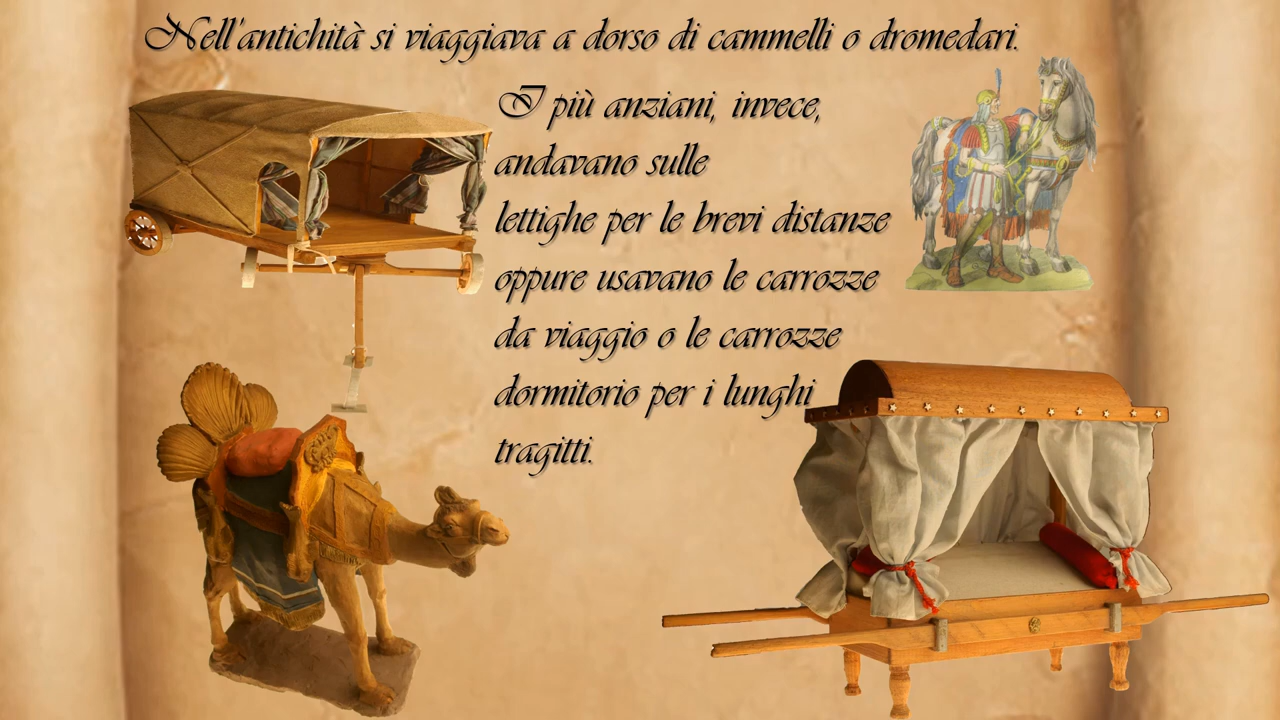 Nell'antichità si viaggiava a dorso di cammelli o dromedari.
I più anziani, invece,
andavano sulle
lettighe per le brevi distanze
oppure usavano le carrozze
da viaggio o le carrozze
dormitorio per i lunghi
tragitti.